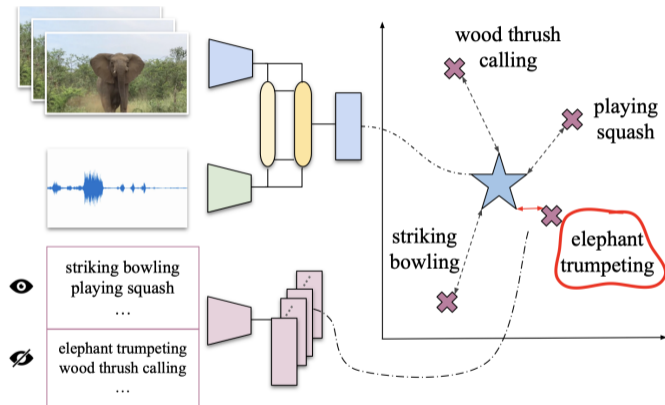 wood thrush
calling
playing
squash
striking
bowling
elephant
trumpeting
striking bowling
playing squash
...
elephant trumpeting
wood thrush calling
...